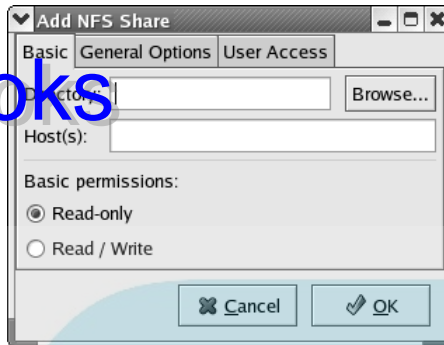 Add NFS Share
Basic General Options User Access
oks
Directory: Browse...
Host(s):
Basic permissions:
Read-only
Read / Write
Cancel OK